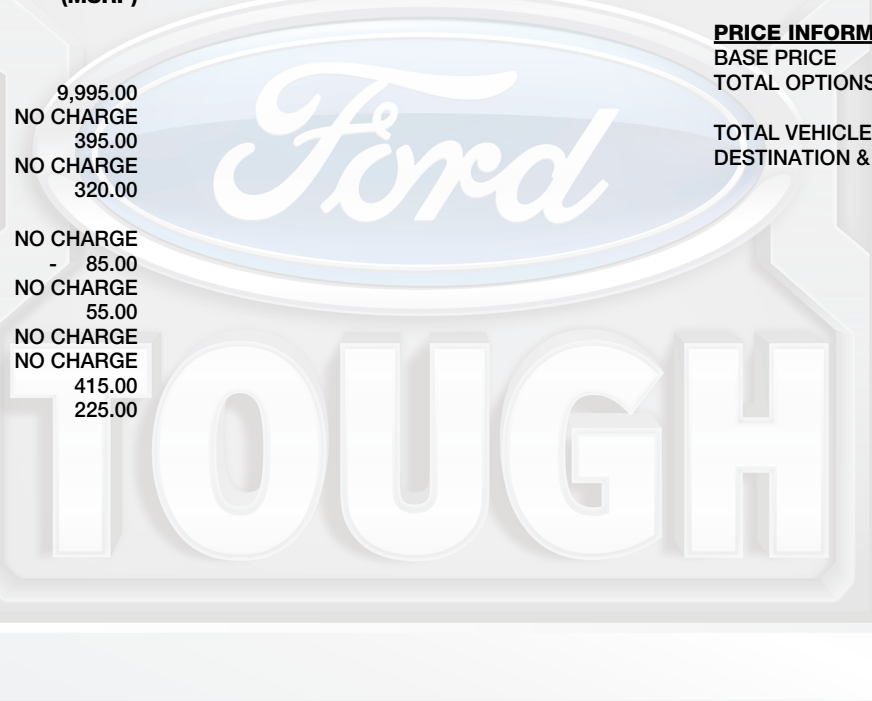 (MSRP)
9,995.00
NO CHARGE
395.00
NO CHARGE
320.00
NO CHARGE
- 85.00
NO CHARGE
55.00
NO CHARGE
NO CHARGE
415.00
225.00
PRICE INFORM
BASE PRICE
TOTAL OPTIONS
TOTAL VEHICLE
DESTINATION &
Ford
TOUGH